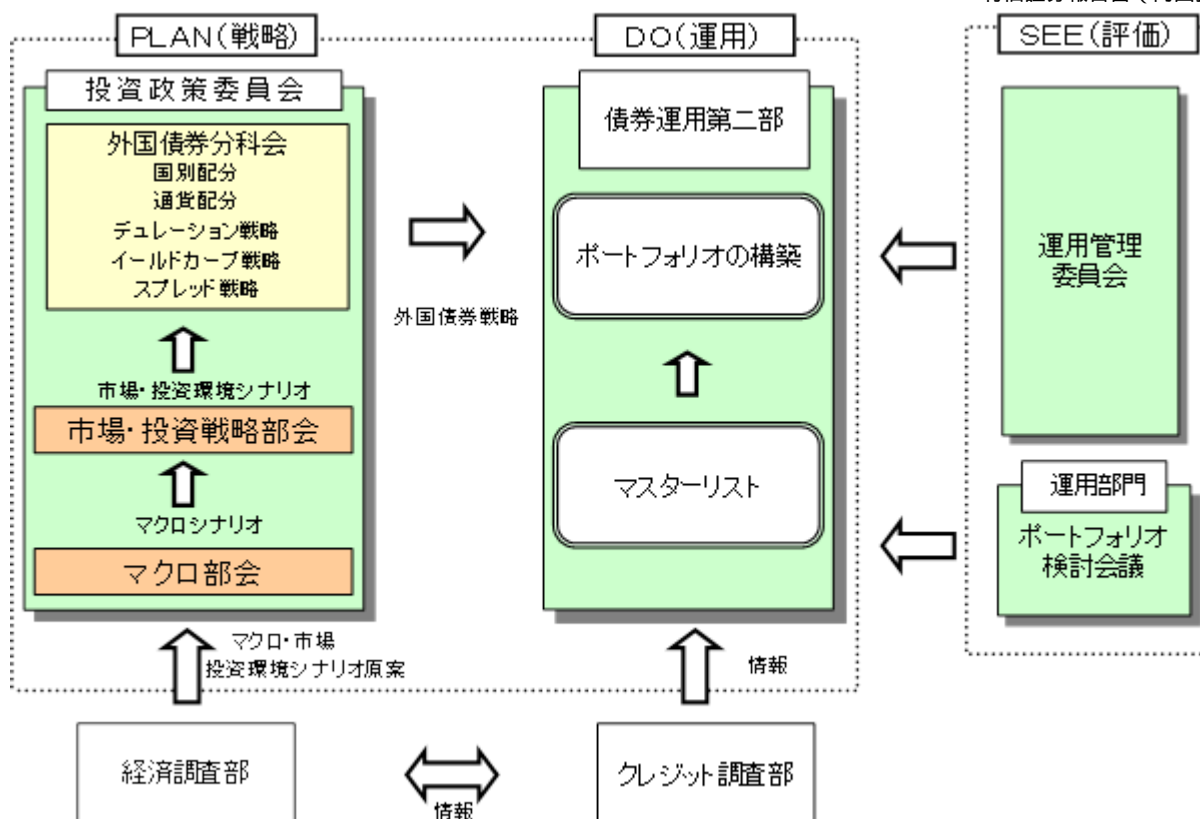 PLAN(戦略)
投資政策委員会
外国債券分科会
国別配分
通貨配分
デュレーション戦略
イールドカーブ戦略
スプレッド戦略
市場・投資環境シナリオ
市場・投資戦略部会
マクロシナリオ
マクロ部会
マクロ・市場
投資環境シナリオ原案
経済調査部
外国債券戦略
情報
DO(運用)
債券運用第二部
ポートフォリオの構築
マスターリスト
情報
クレジット調査部
SEE(評価)
運用管理
委員会
運用部門
ポートフォリオ
検討会議